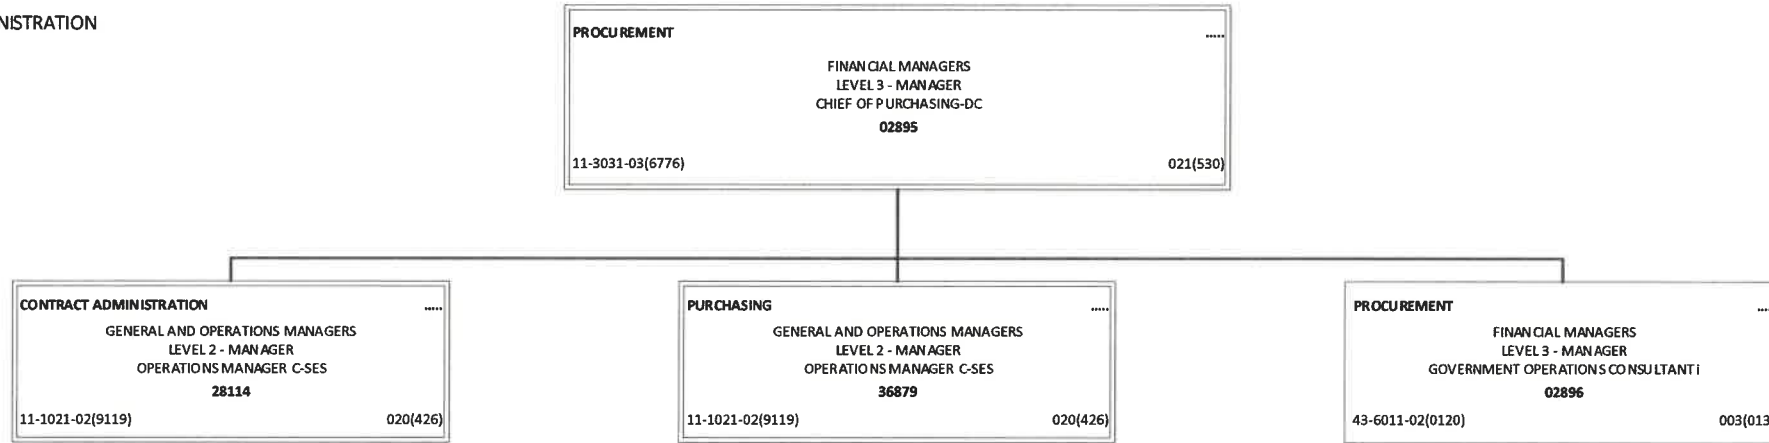 NISTRATION
PROCUREMENT .....
FINANCIAL MANAGERS
LEVEL 3 - MANAGER
CHIEF OF PURCHASING-DC
02895
11-3031-03(6776) 021(530)
CONTRACT ADMINISTRATION .....
GENERAL AND OPERATIONS MANAGERS
LEVEL 2 - MANAGER
OPERATIONS MANAGER C-SES
28114
11-1021-02(9119) 020(426)
PURCHASING .....
GENERAL AND OPERATIONS MANAGERS
LEVEL 2 - MANAGER
OPERATIONS MANAGER C-SES
36879
11-1021-02(9119) 020(426)
PROCUREMENT ....
FINANCIAL MANAGERS
LEVEL 3 - MANAGER
GOVERNMENT OPERATIONS CONSULTANT i
02896
43-6011-02(0120) 003(013